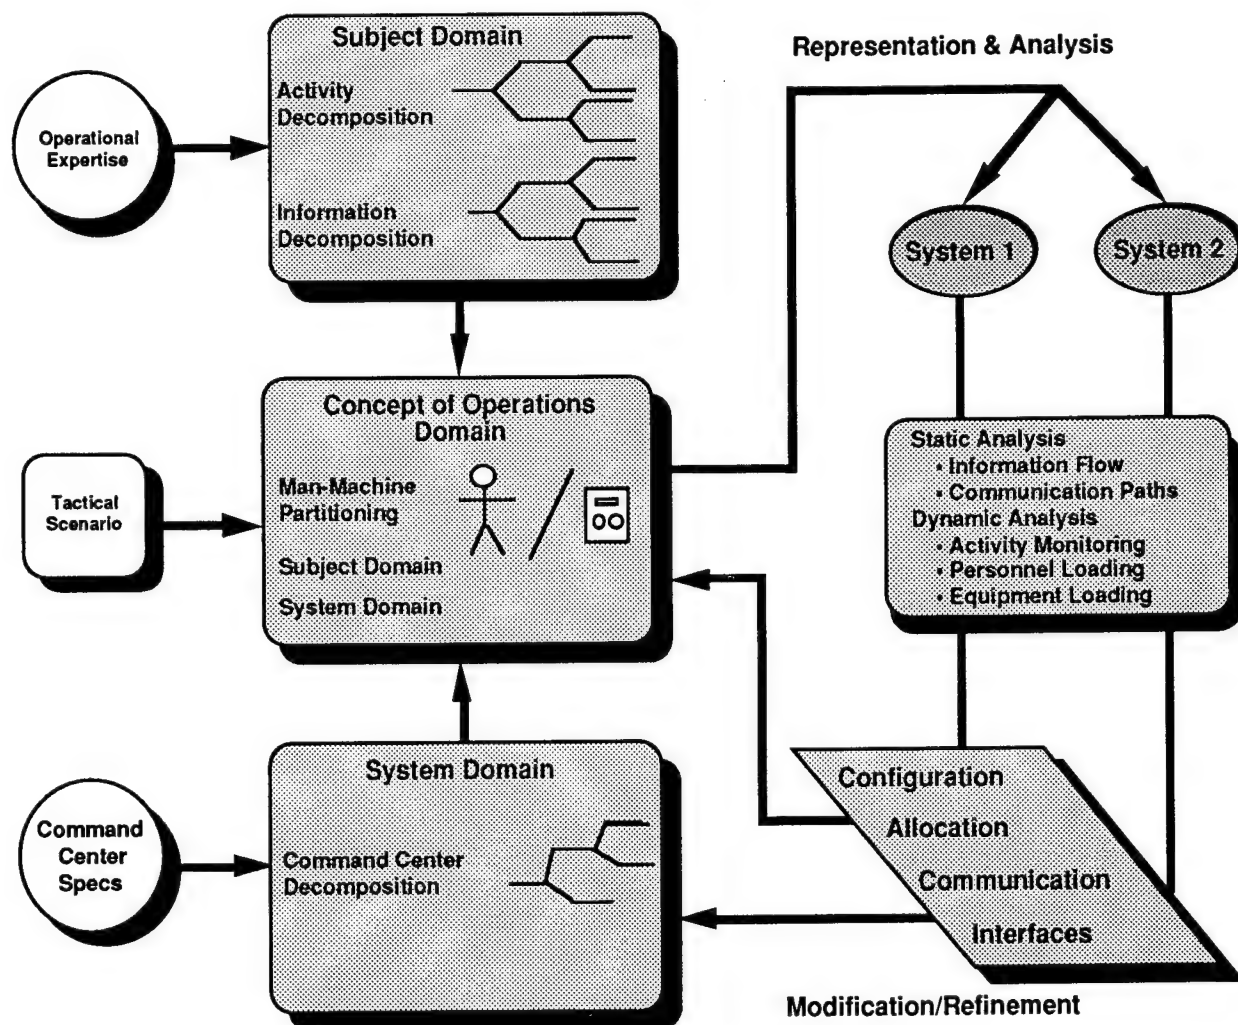 Subject Domain
Activity
Decomposition
Information
Decomposition
Operational
Expertise
Representation & Analysis
System 1
System 2
Concept of Operations
Domain
Man-Machine
Partitioning
Subject Domain
System Domain
Tactical
Scenario
Static Analysis
• Information Flow
• Communication Paths
Dynamic Analysis
• Activity Monitoring
• Personnel Loading
• Equipment Loading
System Domain
Command Center
Decomposition
Command
Center
Specs
Configuration
Allocation
Communication
Interfaces
Modification/Refinement